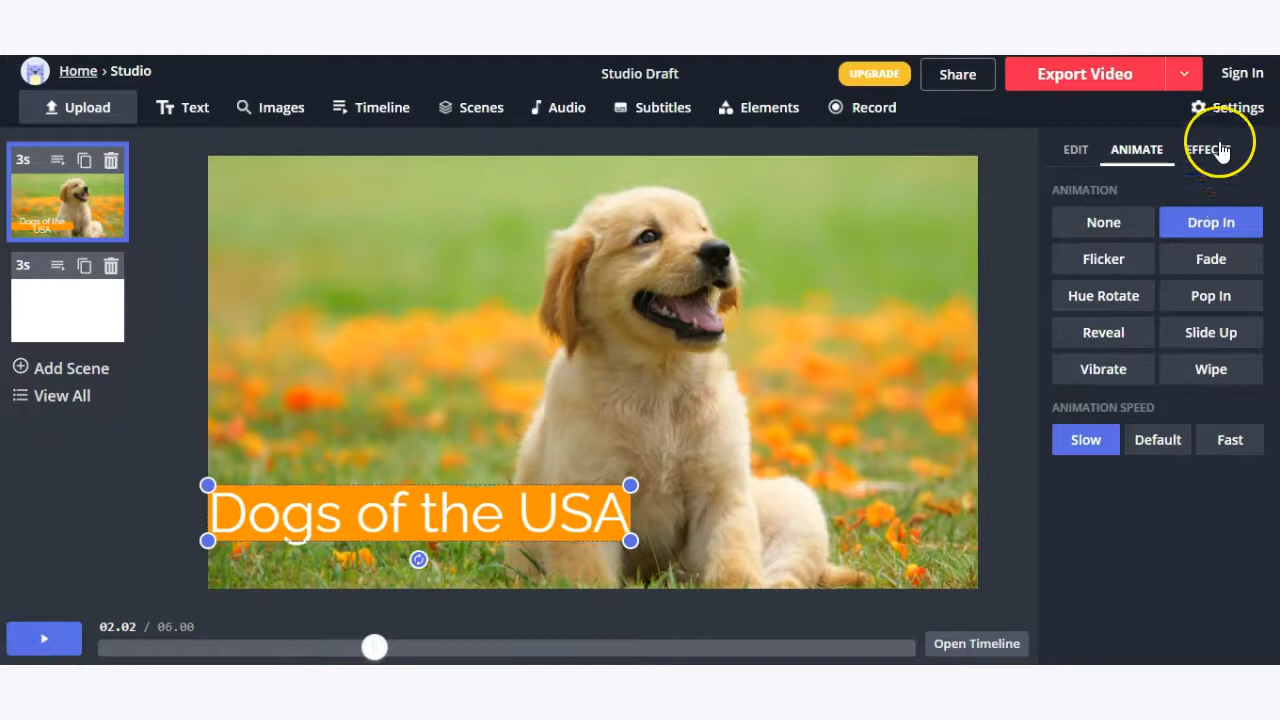 Home › Studio
Studio Draft
UPGRADE
Share
Export Video
Sign In
Upload
Text
Images
Timeline
Scenes
Audio
Subtitles
Elements
Record
Settings
EDIT
ANIMATE
3s
Dogs of the
USA
3s
Add Scene
View All
Dogs of the USA
ANIMATION
None
Drop In
Flicker
Fade
Hue Rotate
Pop In
Reveal
Slide Up
Vibrate
Wipe
ANIMATION SPEED
Slow
Default
Fast
02.02 / 06.00
Open Timeline